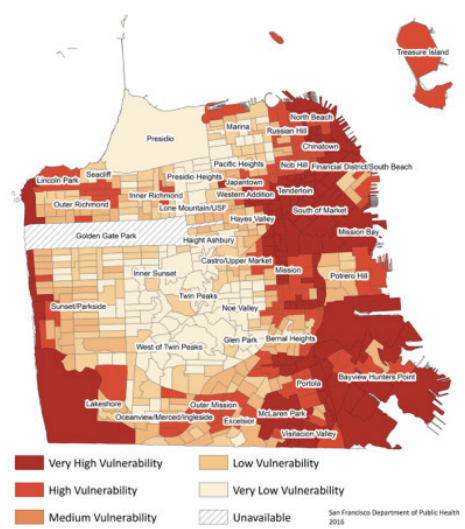 Treasure Island
North Beach
Marina
Russian Hill
Presidio
Chinatown
Pacific Heights
Nob Hill
Financial District/South Beach
Seacliff
Presidio Heights
Lincoln Park
Japantown
Tenderloin
Inner Richmond
Western Addition
Outer Richmond
Lone Mountain/USF
South of Market
Hayes Valley
Mission Bay
Golden Gate Park
Haight Ashbury
Castro/Upper Market
Inner Sunset
Mission
Potrero Hill
Twin Peaks
Sunset/Parkside
Noe Valley
Glen Park
Bernal Heights
West of Twin Peaks
Bayview Hunters Point
Portola
Lakeshore
Outer Mission
McLaren Park
Oceanview/Merced/Ingleside
Excelsior
Visitacion Valley
Very High Vulnerability
Low Vulnerability
High Vulnerability
Very Low Vulnerability
Medium Vulnerability
Unavailable
San Francisco Department of Public Health
2016